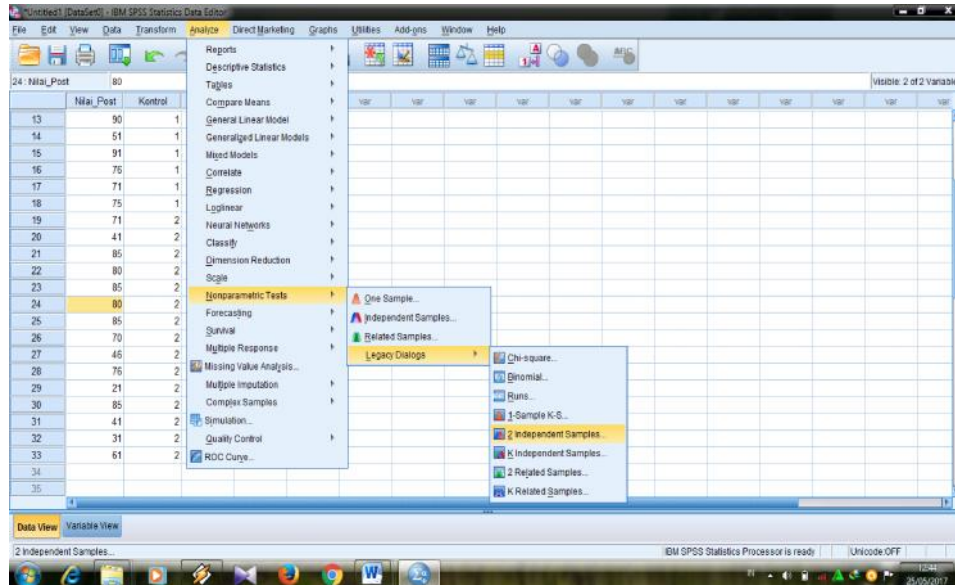 *Untitled1 [DataSet0] - IBM SPSS Statistics Data Editor
File Edit View Data Transform Analyze Direct Marketing Graphs Utilities Add-ons Window Help
24 : Nilai_Post 80 Visible: 2 of 2 Variable
Nilai_Post Kontrol var var var var var var var var var var var
13 90 1
14 51 1
15 91 1
16 76 1
17 71 1
18 75 1
19 71 2
20 41 2
21 85 2
22 80 2
23 85 2
24 80 2
25 85 2
26 70 2
27 46 2
28 76 2
29 21 2
30 85 2
31 41 2
32 31 2
33 61 2
34
35
Reports
Descriptive Statistics
Tables
Compare Means
General Linear Model
Generalized Linear Models
Mixed Models
Correlate
Regression
Loglinear
Neural Networks
Classify
Dimension Reduction
Scale
Nonparametric Tests
Forecasting
Survival
Multiple Response
Missing Value Analysis...
Multiple Imputation
Complex Samples
Simulation...
Quality Control
ROC Curve...
One Sample...
Independent Samples...
Related Samples...
Legacy Dialogs
Chi-square...
Binomial...
Runs...
1-Sample K-S...
2 Independent Samples...
K Independent Samples...
2 Related Samples...
K Related Samples...
Data View Variable View
2 Independent Samples... IBM SPSS Statistics Processor is ready Unicode:OFF
12:44
25/05/2017